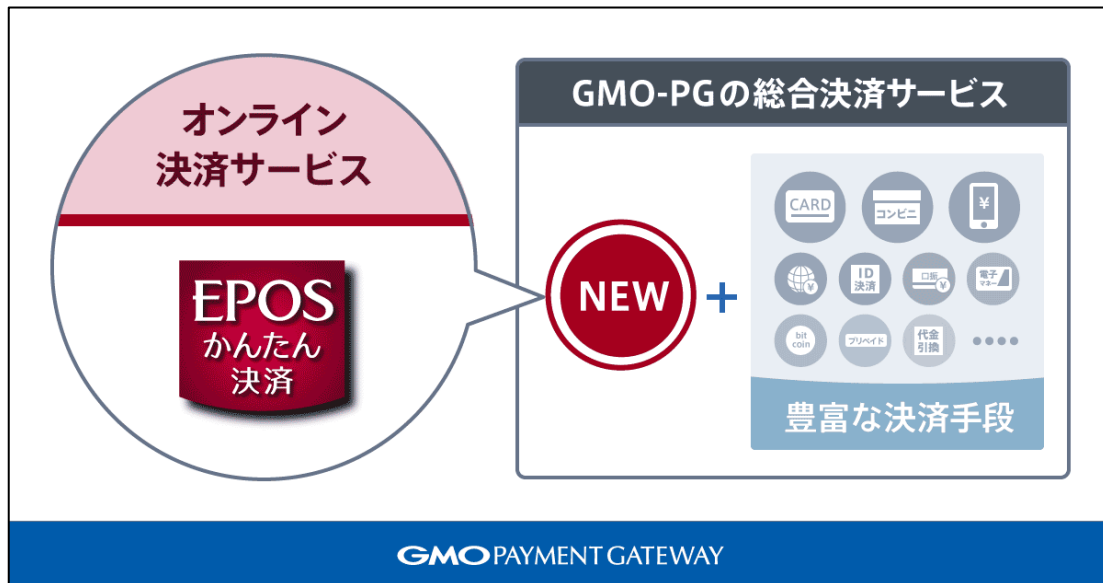 オンライン
決済サービス
EPOS
かんたん
決済
GMO-PGの総合決済サービス
NEW
+
CARD
コンビニ
¥
¥
ID
決済
口振
¥
電子
マネー
bit
coin
プリペイド
代金
引換
••••
豊富な決済手段
GMO PAYMENT GATEWAY